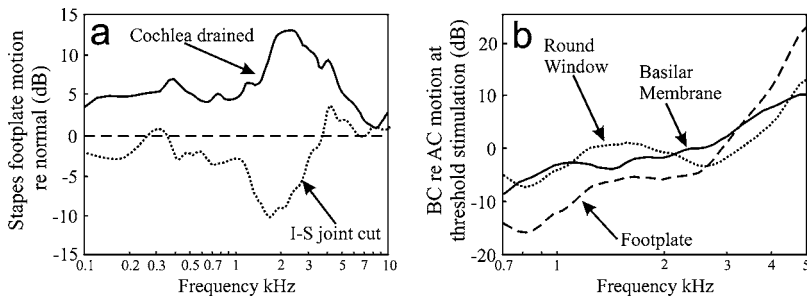 a
Cochlea drained
I-S joint cut
Stapes footplate motion
re normal (dB)
15
10
5
0
-5
-10
-15
0.1
0.2
0.3
0.5
0.7
1
2
3
5
7
10
Frequency kHz
b
Round
Window
Basilar
Membrane
Footplate
BC re AC motion at
threshold stimulation (dB)
20
10
0
-10
-20
0.7
1
2
3
4
5
Frequency kHz